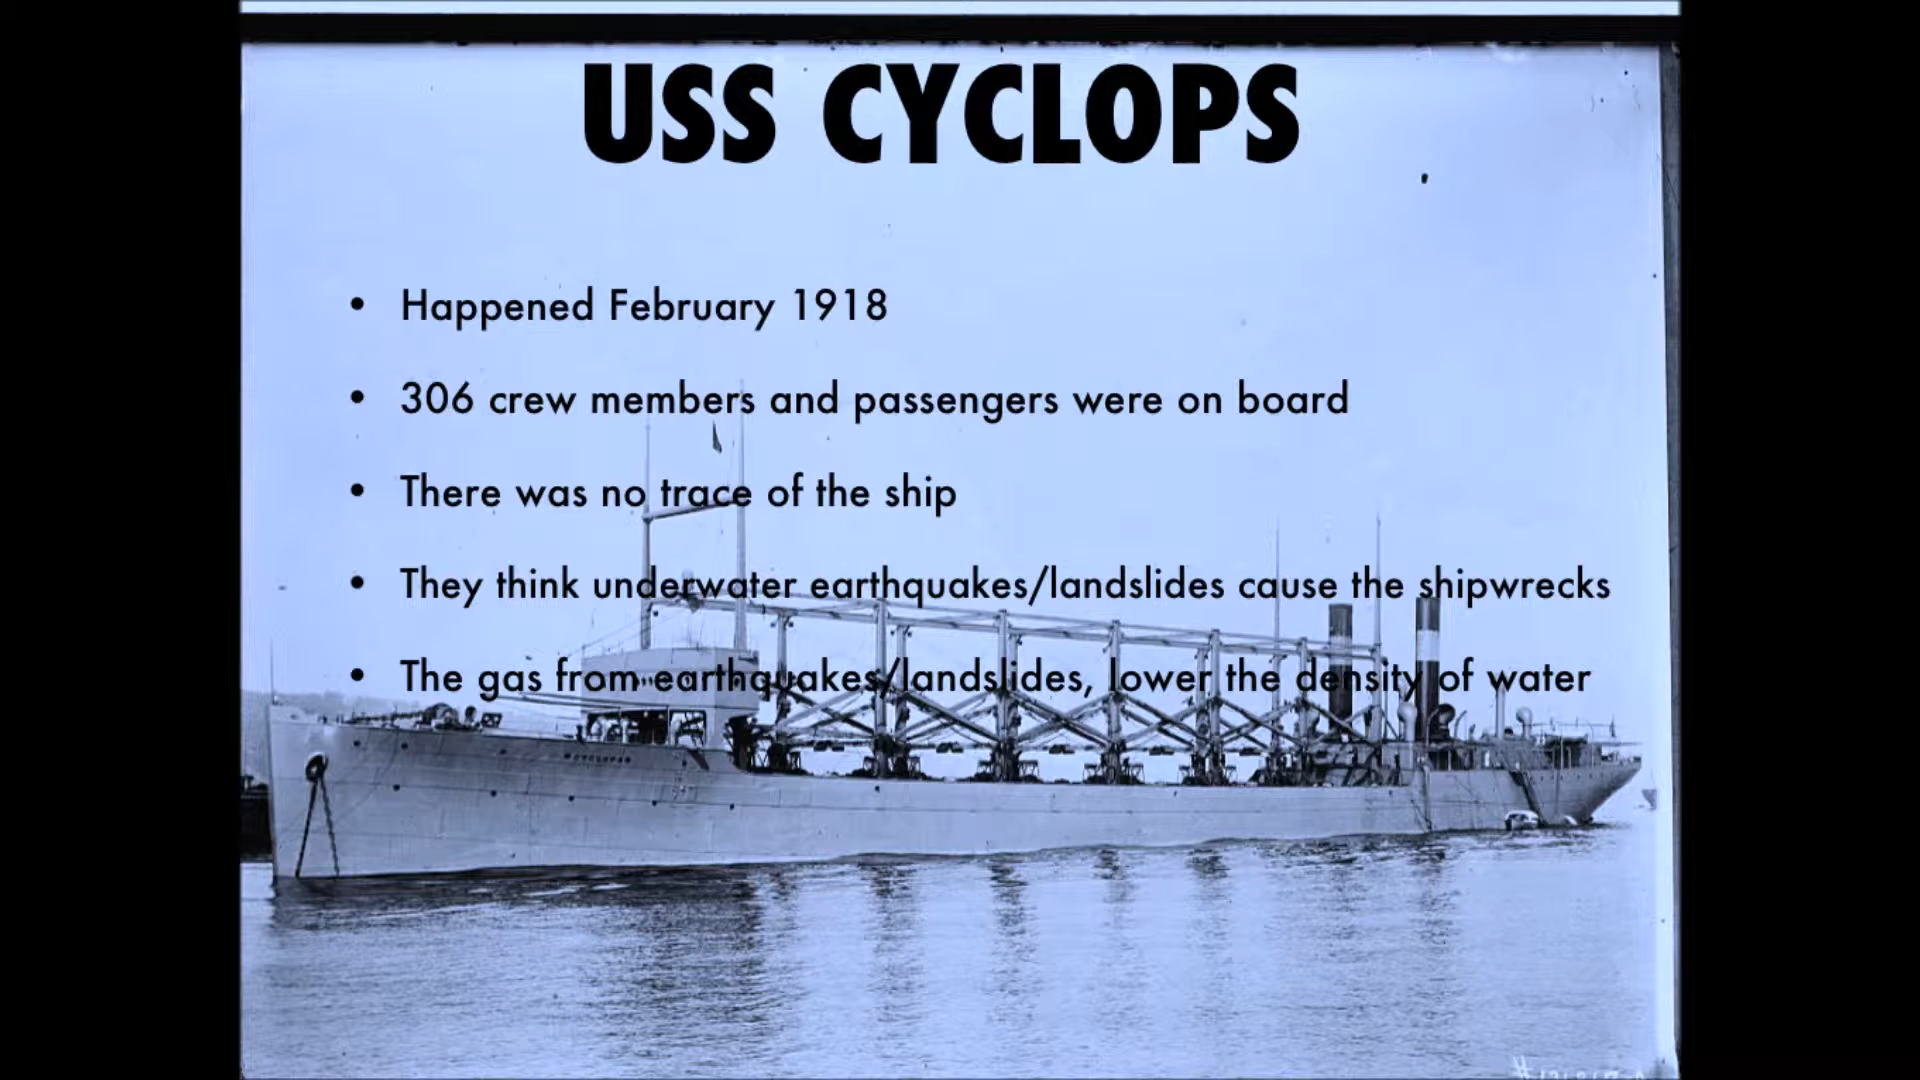 USS CYCLOPS
• Happened February 1918
• 306 crew members and passengers were on board
• There was no trace of the ship
• They think underwater earthquakes/landslides cause the shipwrecks
• The gas from earthquakes/landslides, lower the density of water